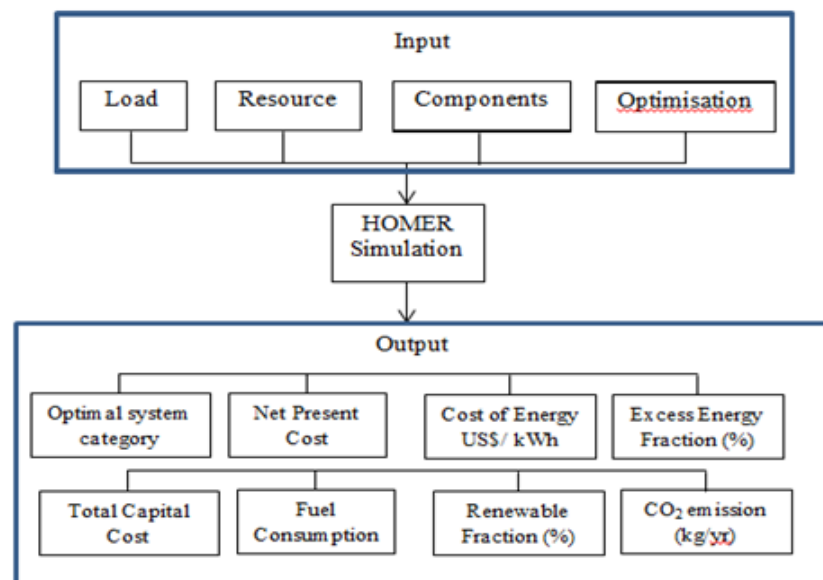 Input
Load
Resource
Components
Optimisation
HOMER
Simulation
Output
Optimal system
category
Net Present
Cost
Cost of Energy
US$/ kWh
Excess Energy
Fraction (%)
Total Capital
Cost
Fuel
Consumption
Renewable
Fraction (%)
CO₂ emission
(kg/yr)